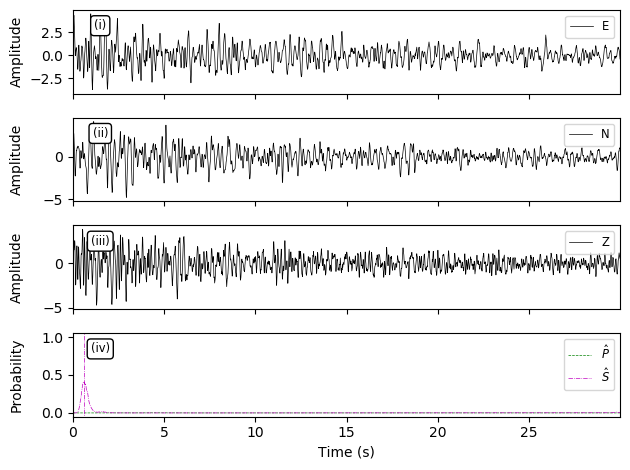 Amplitude
2.5
0.0
−2.5
(i)
E
Amplitude
0
−5
(ii)
N
Amplitude
0
−5
(iii)
Z
Probability
1.0
0.5
0.0
(iv)
P̂
Ŝ
0 5 10 15 20 25
Time (s)